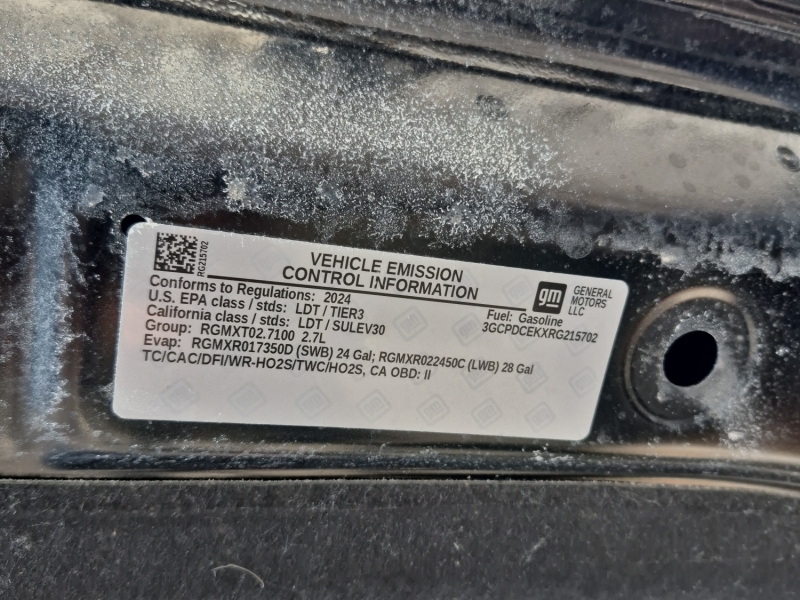 RG215702
VEHICLE EMISSION
CONTROL INFORMATION
gm
GENERAL
MOTORS
LLC
Conforms to Regulations: 2024
U.S. EPA class / stds: LDT / TIER3
California class / stds: LDT / SULEV30
Group: RGMXT02.7100 2.7L
Evap: RGMXR017350D (SWB) 24 Gal; RGMXR022450C (LWB) 28 Gal
TC/CAC/DFI/WR-HO2S/TWC/HO2S, CA OBD: II
Fuel: Gasoline
3GCPDCEKXRG215702